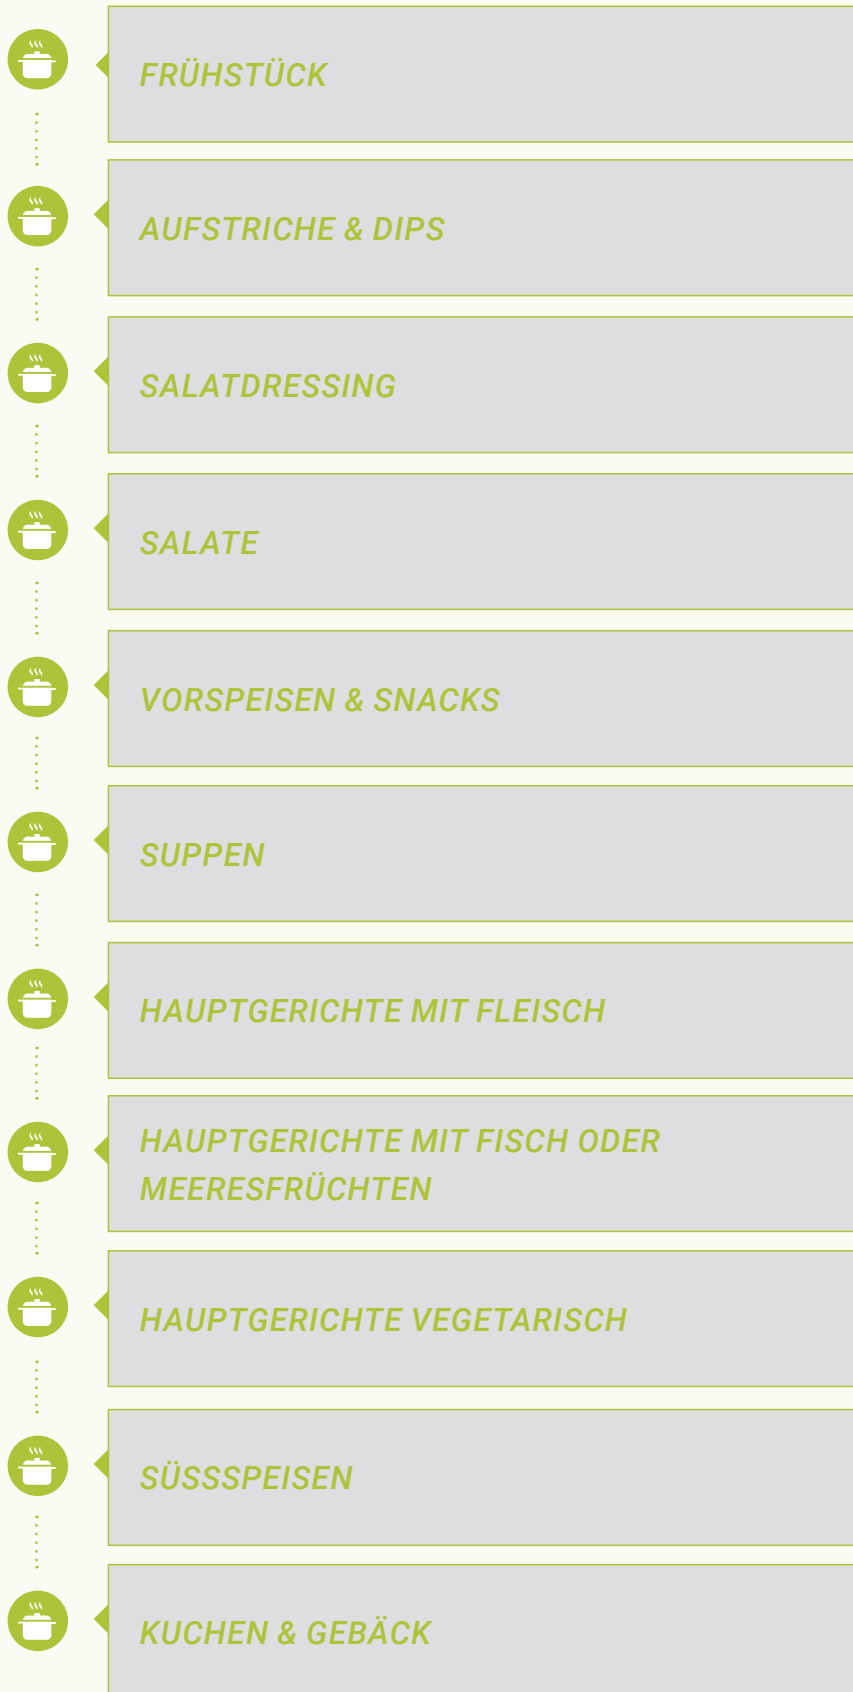 FRÜHSTÜCK
AUFSTRICHE & DIPS
SALATDRESSING
SALATE
VORSPEISEN & SNACKS
SUPPEN
HAUPTGERICHTE MIT FLEISCH
HAUPTGERICHTE MIT FISCH ODER
MEERESFRÜCHTEN
HAUPTGERICHTE VEGETARISCH
SÜSSSPEISEN
KUCHEN & GEBÄCK